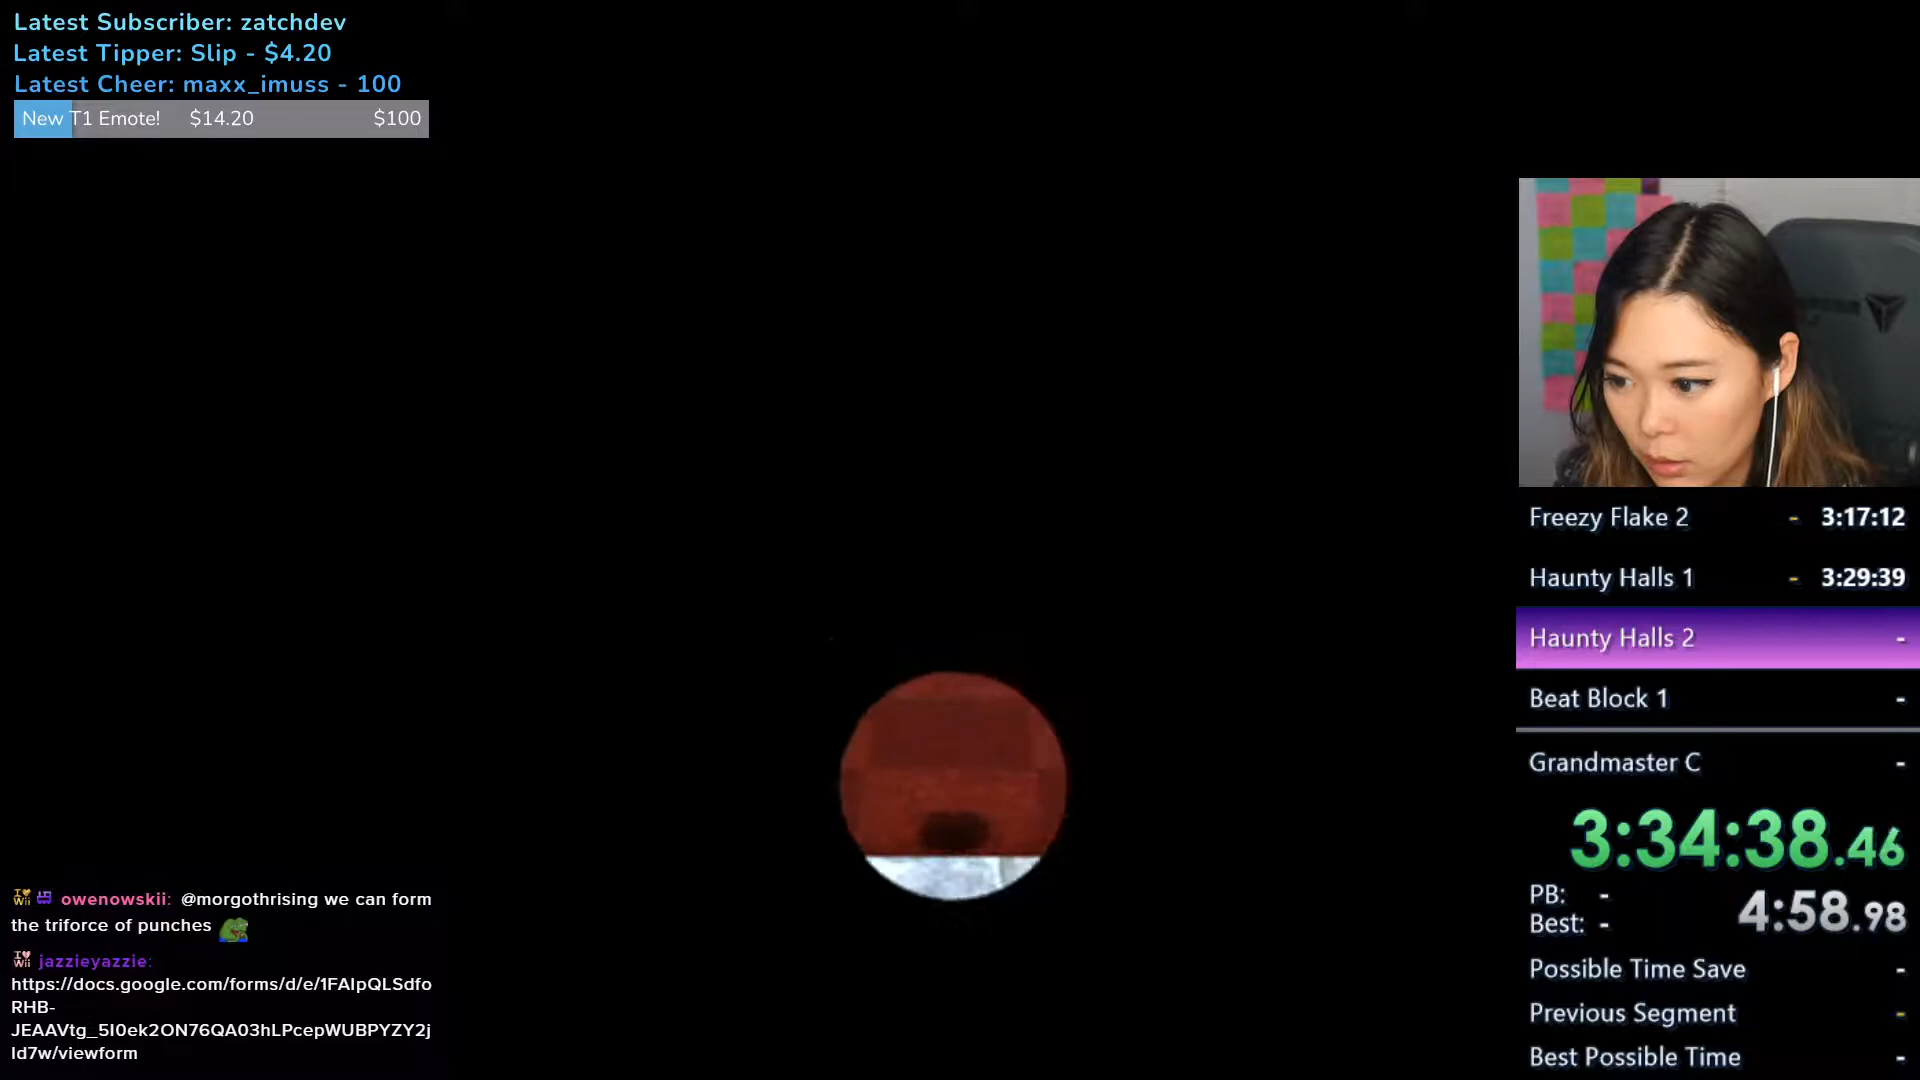 Latest Subscriber: zatchdev
Latest Tipper: Slip - $4.20
Latest Cheer: maxx_imuss - 100
New T1 Emote! $14.20 $100
Freezy Flake 2 - 3:17:12
Haunty Halls 1 - 3:29:39
Haunty Halls 2 -
Beat Block 1 -
Grandmaster C -
3:34:38.46
PB: -
Best: -
4:58.98
Possible Time Save -
Previous Segment -
Best Possible Time -
owenowskii: @morgothrising we can form
the triforce of punches
jazzieyazzie:
https://docs.google.com/forms/d/e/1FAIpQLSdfo
RHB-
JEAAVtg_5I0ek2ON76QA03hLPcepWUBPYZY2j
ld7w/viewform